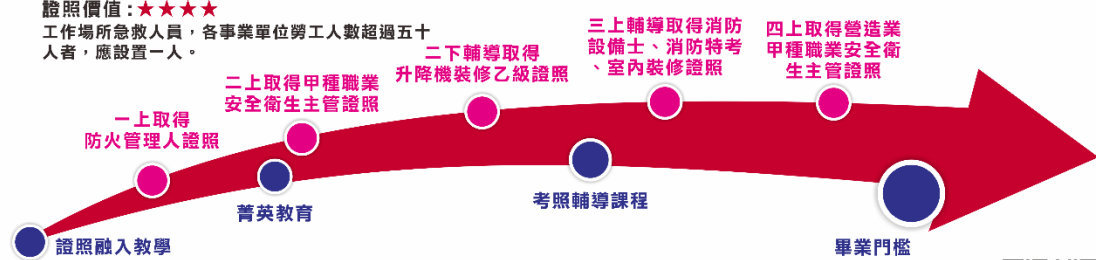 證照價值:★★★★
工作場所急救人員,各事業單位勞工人數超過五十
人者,應設置一人。
一上取得
防火管理人證照
二上取得甲種職業
安全衛生主管證照
二下輔導取得
升降機裝修乙級證照
三上輔導取得消防
設備士、消防特考
、室內裝修證照
四上取得營造業
甲種職業安全衛
生主管證照
證照融入教學
菁英教育
考照輔導課程
畢業門檻